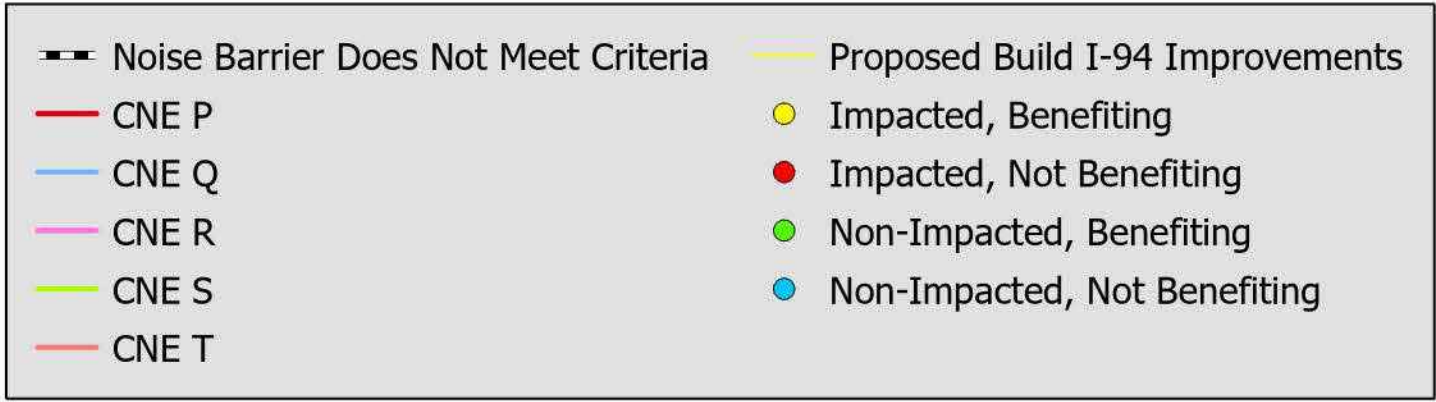 Noise Barrier Does Not Meet Criteria
CNE P
CNE Q
CNE R
CNE S
CNE T
Proposed Build I-94 Improvements
Impacted, Benefiting
Impacted, Not Benefiting
Non-Impacted, Benefiting
Non-Impacted, Not Benefiting